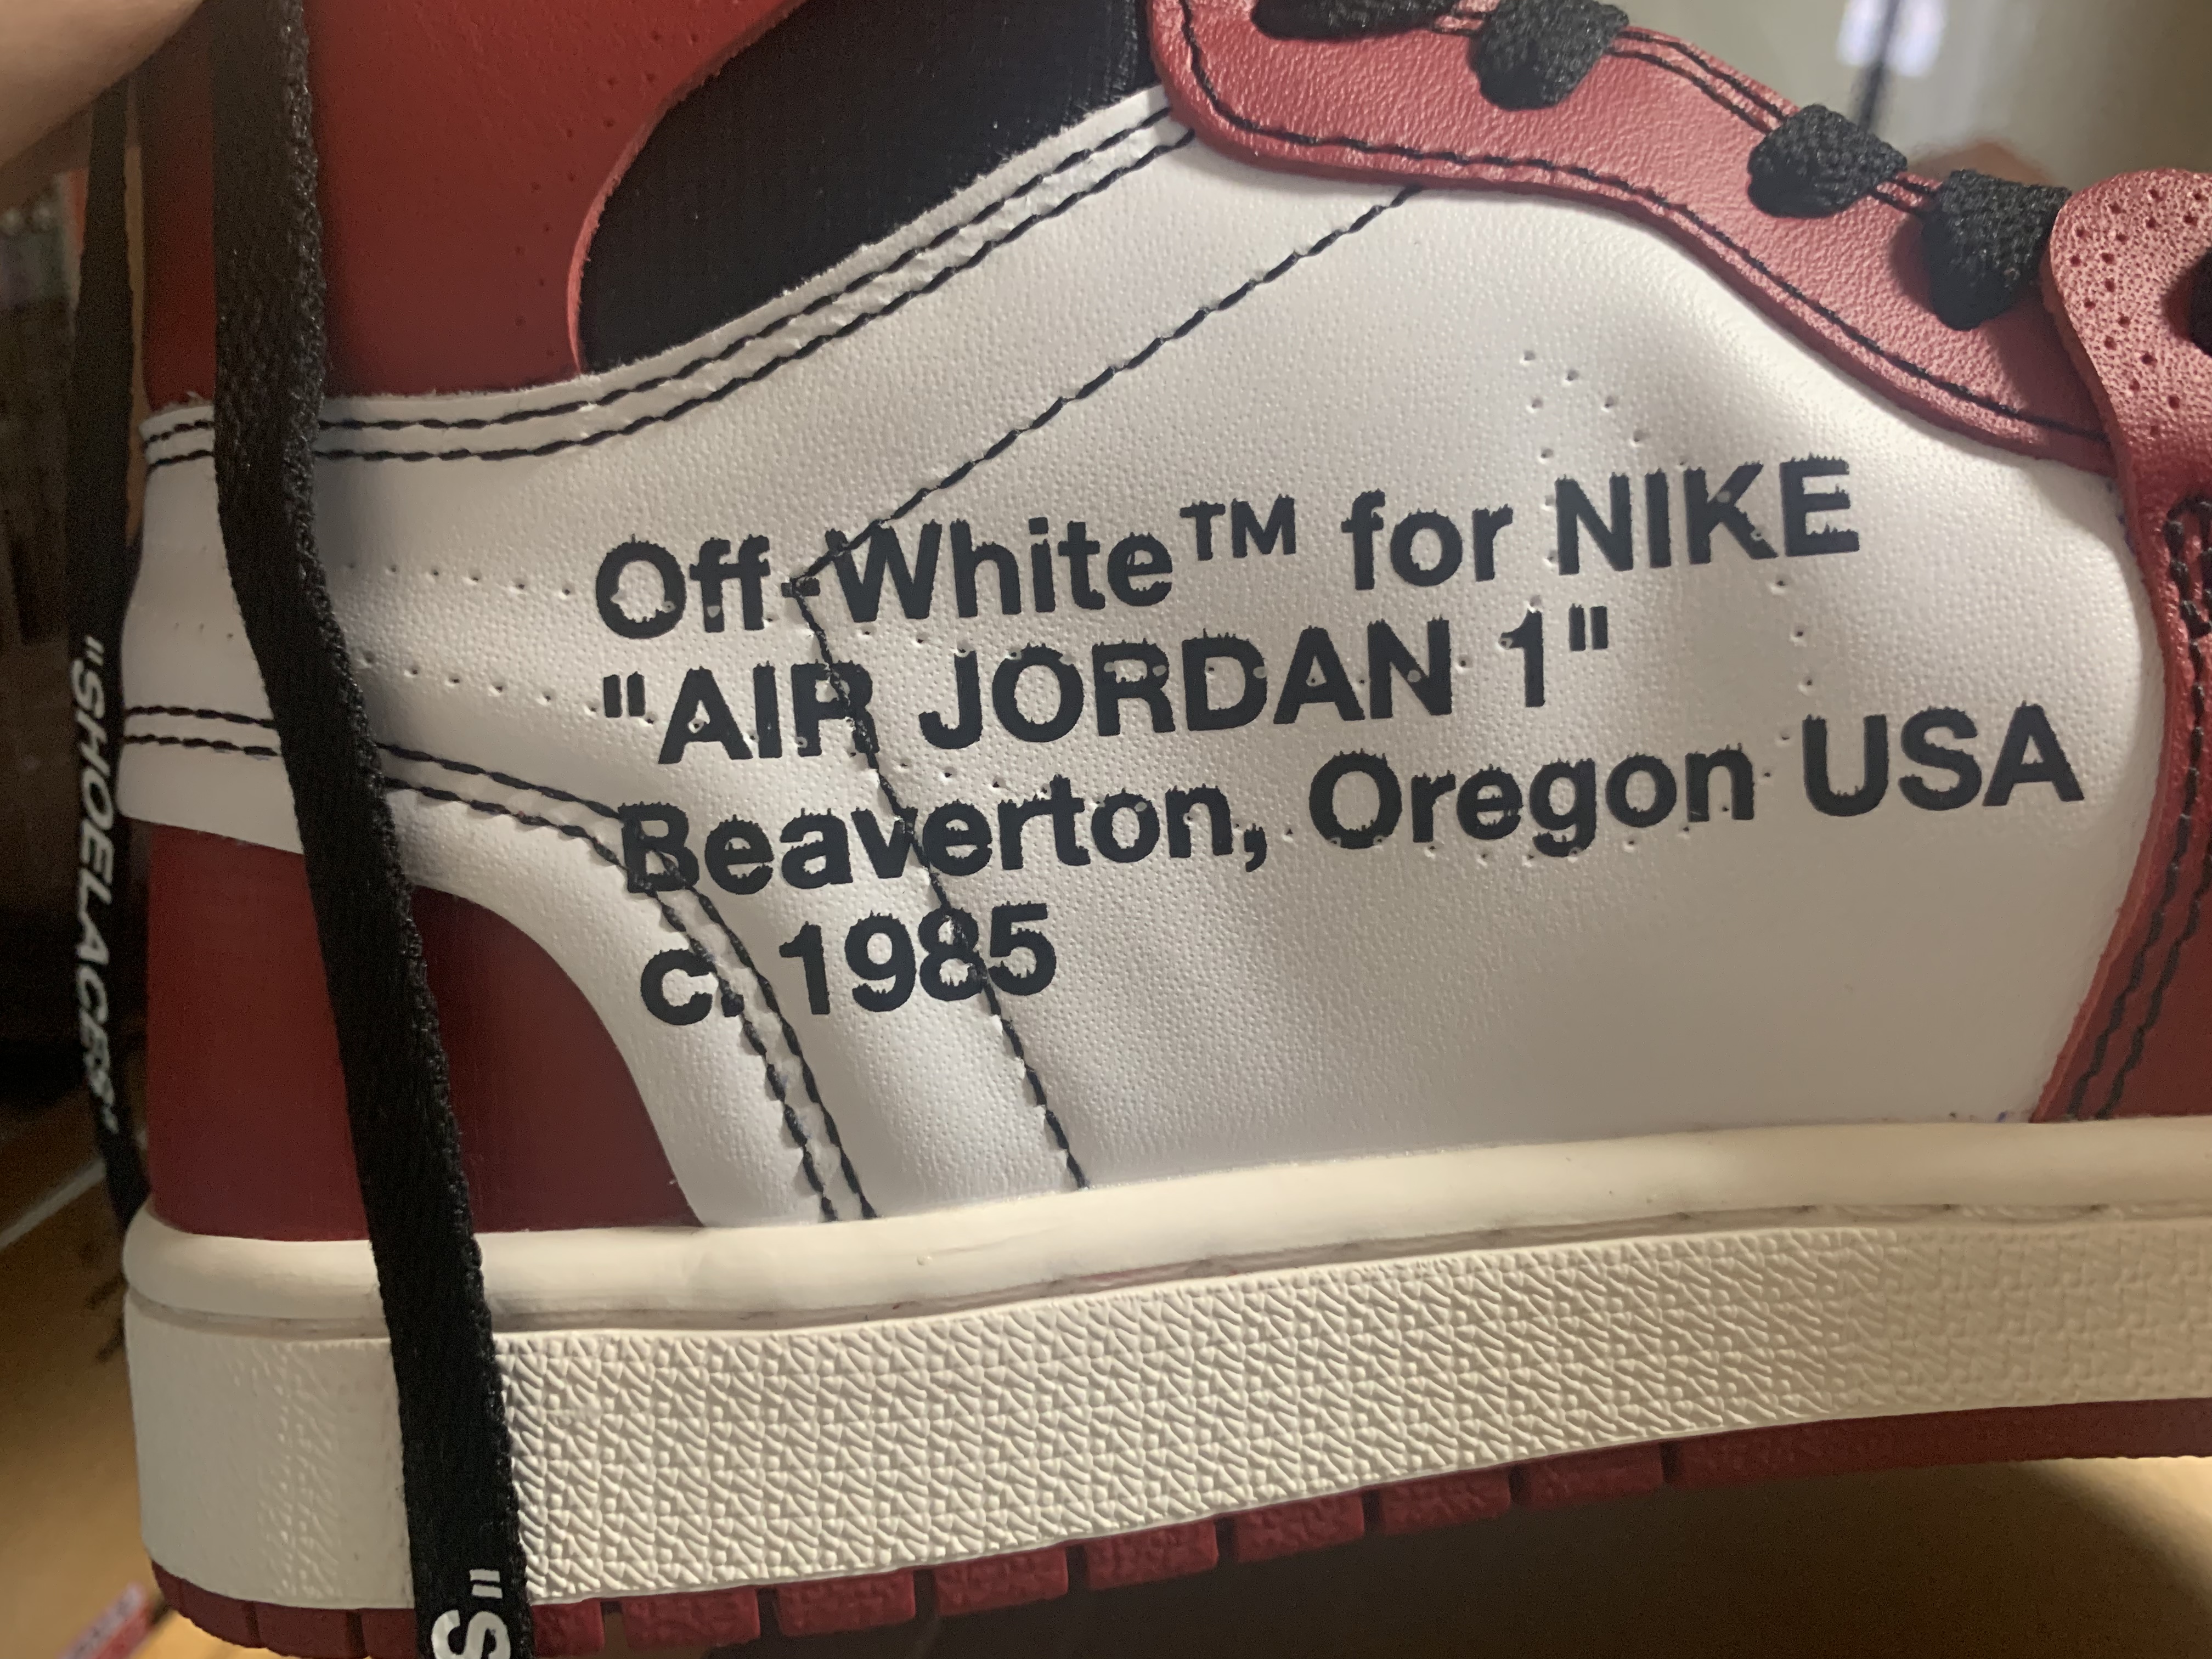 Off-White™ for NIKE
"AIR JORDAN 1"
Beaverton, Oregon USA
c. 1985
"SHOELACES"
S"